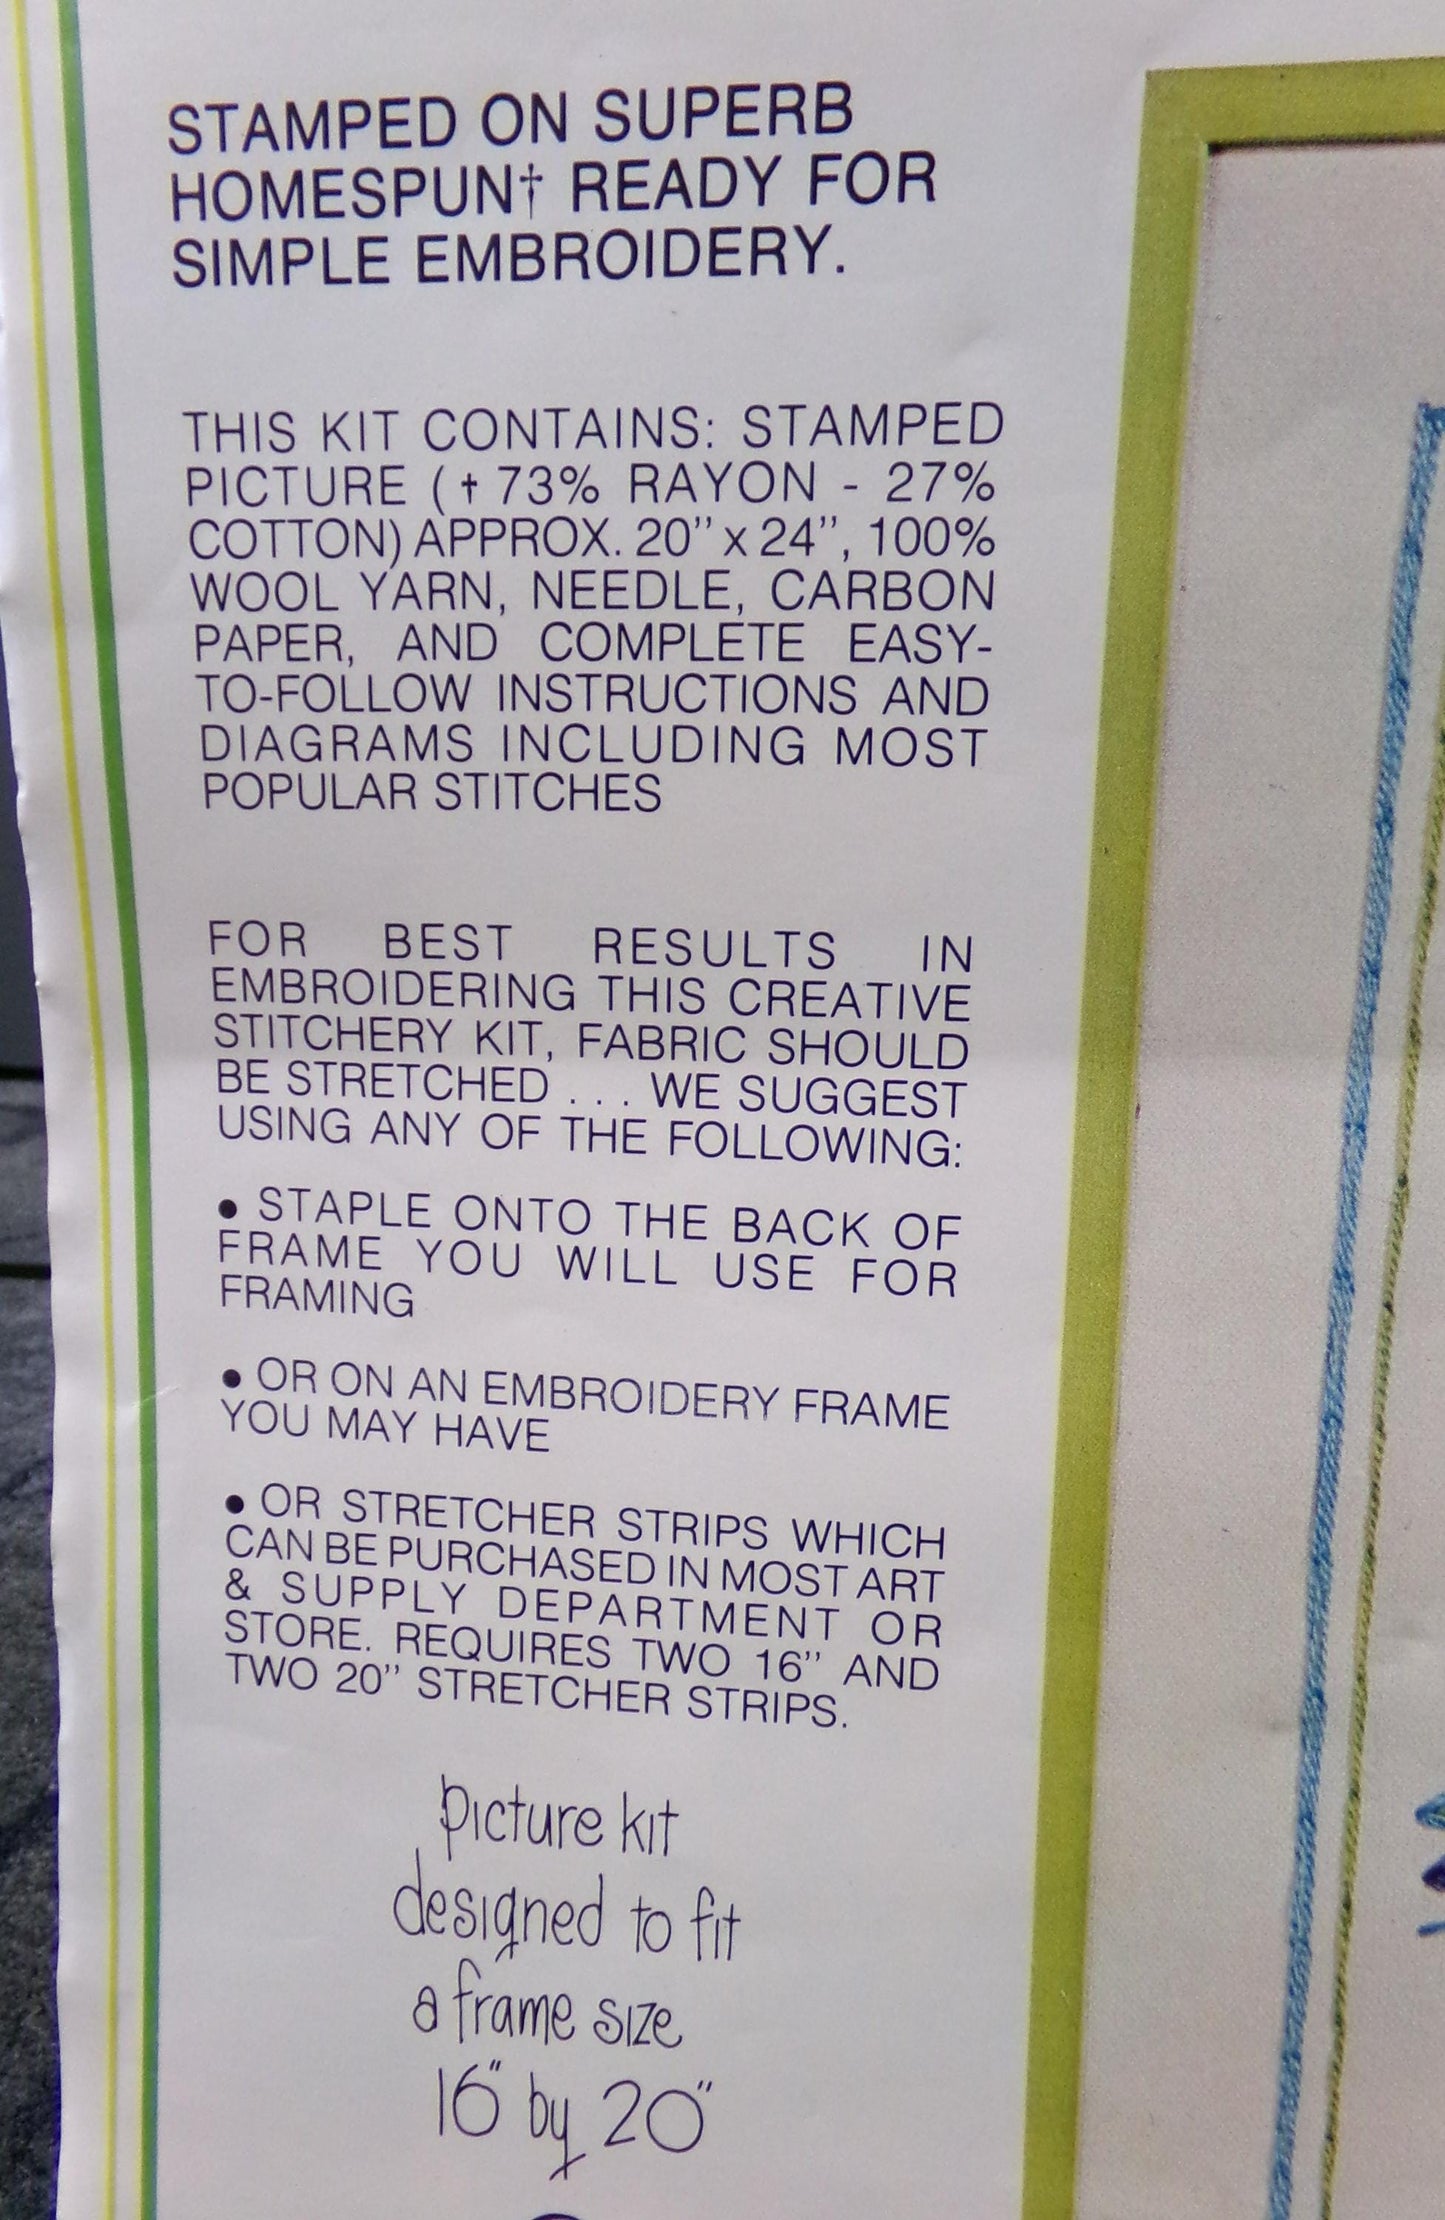 STAMPED ON SUPERB
HOMESPUN† READY FOR
SIMPLE EMBROIDERY.
THIS KIT CONTAINS: STAMPED
PICTURE († 73% RAYON - 27%
COTTON) APPROX. 20'' x 24'', 100%
WOOL YARN, NEEDLE, CARBON
PAPER, AND COMPLETE EASY-
TO-FOLLOW INSTRUCTIONS AND
DIAGRAMS INCLUDING MOST
POPULAR STITCHES
FOR BEST RESULTS IN
EMBROIDERING THIS CREATIVE
STITCHERY KIT, FABRIC SHOULD
BE STRETCHED . . . WE SUGGEST
USING ANY OF THE FOLLOWING:
• STAPLE ONTO THE BACK OF
FRAME YOU WILL USE FOR
FRAMING
• OR ON AN EMBROIDERY FRAME
YOU MAY HAVE
• OR STRETCHER STRIPS WHICH
CAN BE PURCHASED IN MOST ART
& SUPPLY DEPARTMENT OR
STORE. REQUIRES TWO 16'' AND
TWO 20'' STRETCHER STRIPS.
picture kit
designed to fit
a frame size
16" by 20"